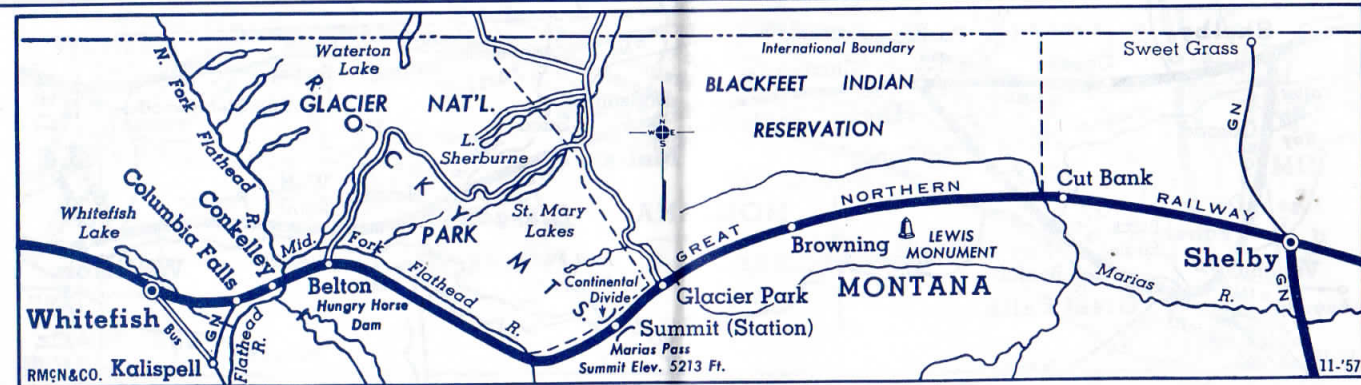 International Boundary
Sweet Grass
GN
Waterton
Lake
N. Fork
Flathead
R.
GLACIER
NAT'L.
PARK
R
C
K
Y
M
T
S.
BLACKFEET INDIAN
RESERVATION
N
W
E
S
L.
Sherburne
St. Mary
Lakes
Whitefish
Lake
Columbia Falls
Conkelley
Mid.
Fork
Flathead
R.
Belton
Hungry Horse
Dam
Whitefish
Bus
GN
Flathead
R.
Kalispell
Continental
Divide
Glacier Park
Summit (Station)
Marias Pass
Summit Elev. 5213 Ft.
GREAT NORTHERN RAILWAY
Browning
LEWIS
MONUMENT
MONTANA
Cut Bank
Marias
R.
Shelby
GN
RMCN&CO.
11-'57